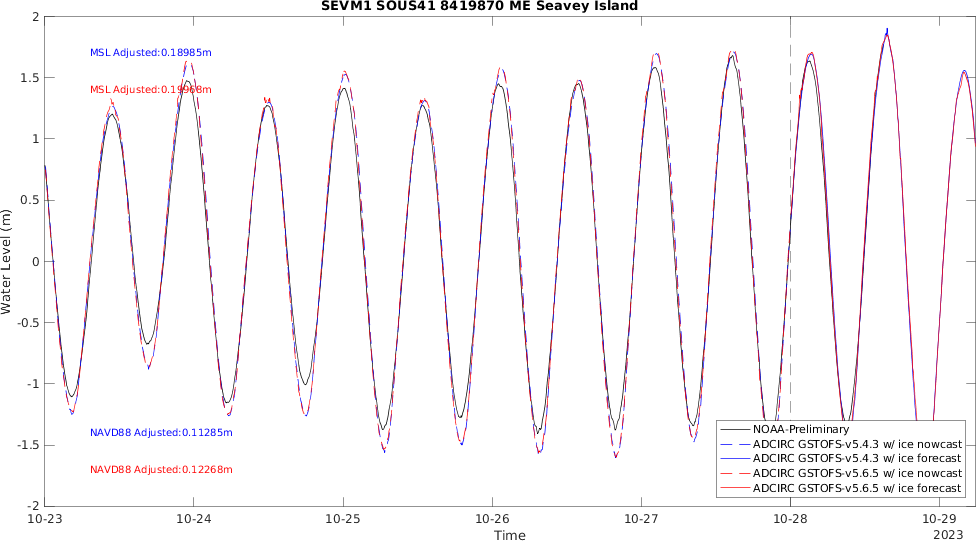 SEVM1 SOUS41 8419870 ME Seavey Island
MSL Adjusted:0.18985m
MSL Adjusted:0.19968m
NAVD88 Adjusted:0.11285m
NAVD88 Adjusted:0.12268m
Water Level (m)
2
1.5
1
0.5
0
-0.5
-1
-1.5
-2
10-23
10-24
10-25
10-26
10-27
10-28
10-29
2023
Time
NOAA-Preliminary
ADCIRC GSTOFS-v5.4.3 w/ ice nowcast
ADCIRC GSTOFS-v5.4.3 w/ ice forecast
ADCIRC GSTOFS-v5.6.5 w/ ice nowcast
ADCIRC GSTOFS-v5.6.5 w/ ice forecast